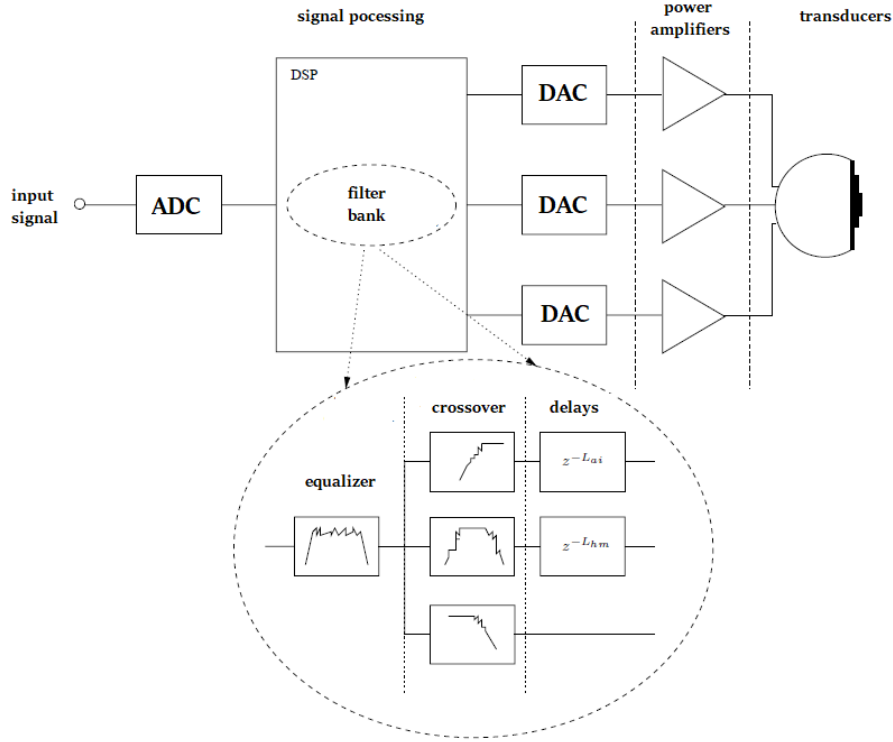 signal pocessing
power
amplifiers
transducers
DSP
DAC
input
signal
ADC
filter
bank
DAC
DAC
crossover
delays
equalizer
z^{-L_{ai}}
z^{-L_{hm}}